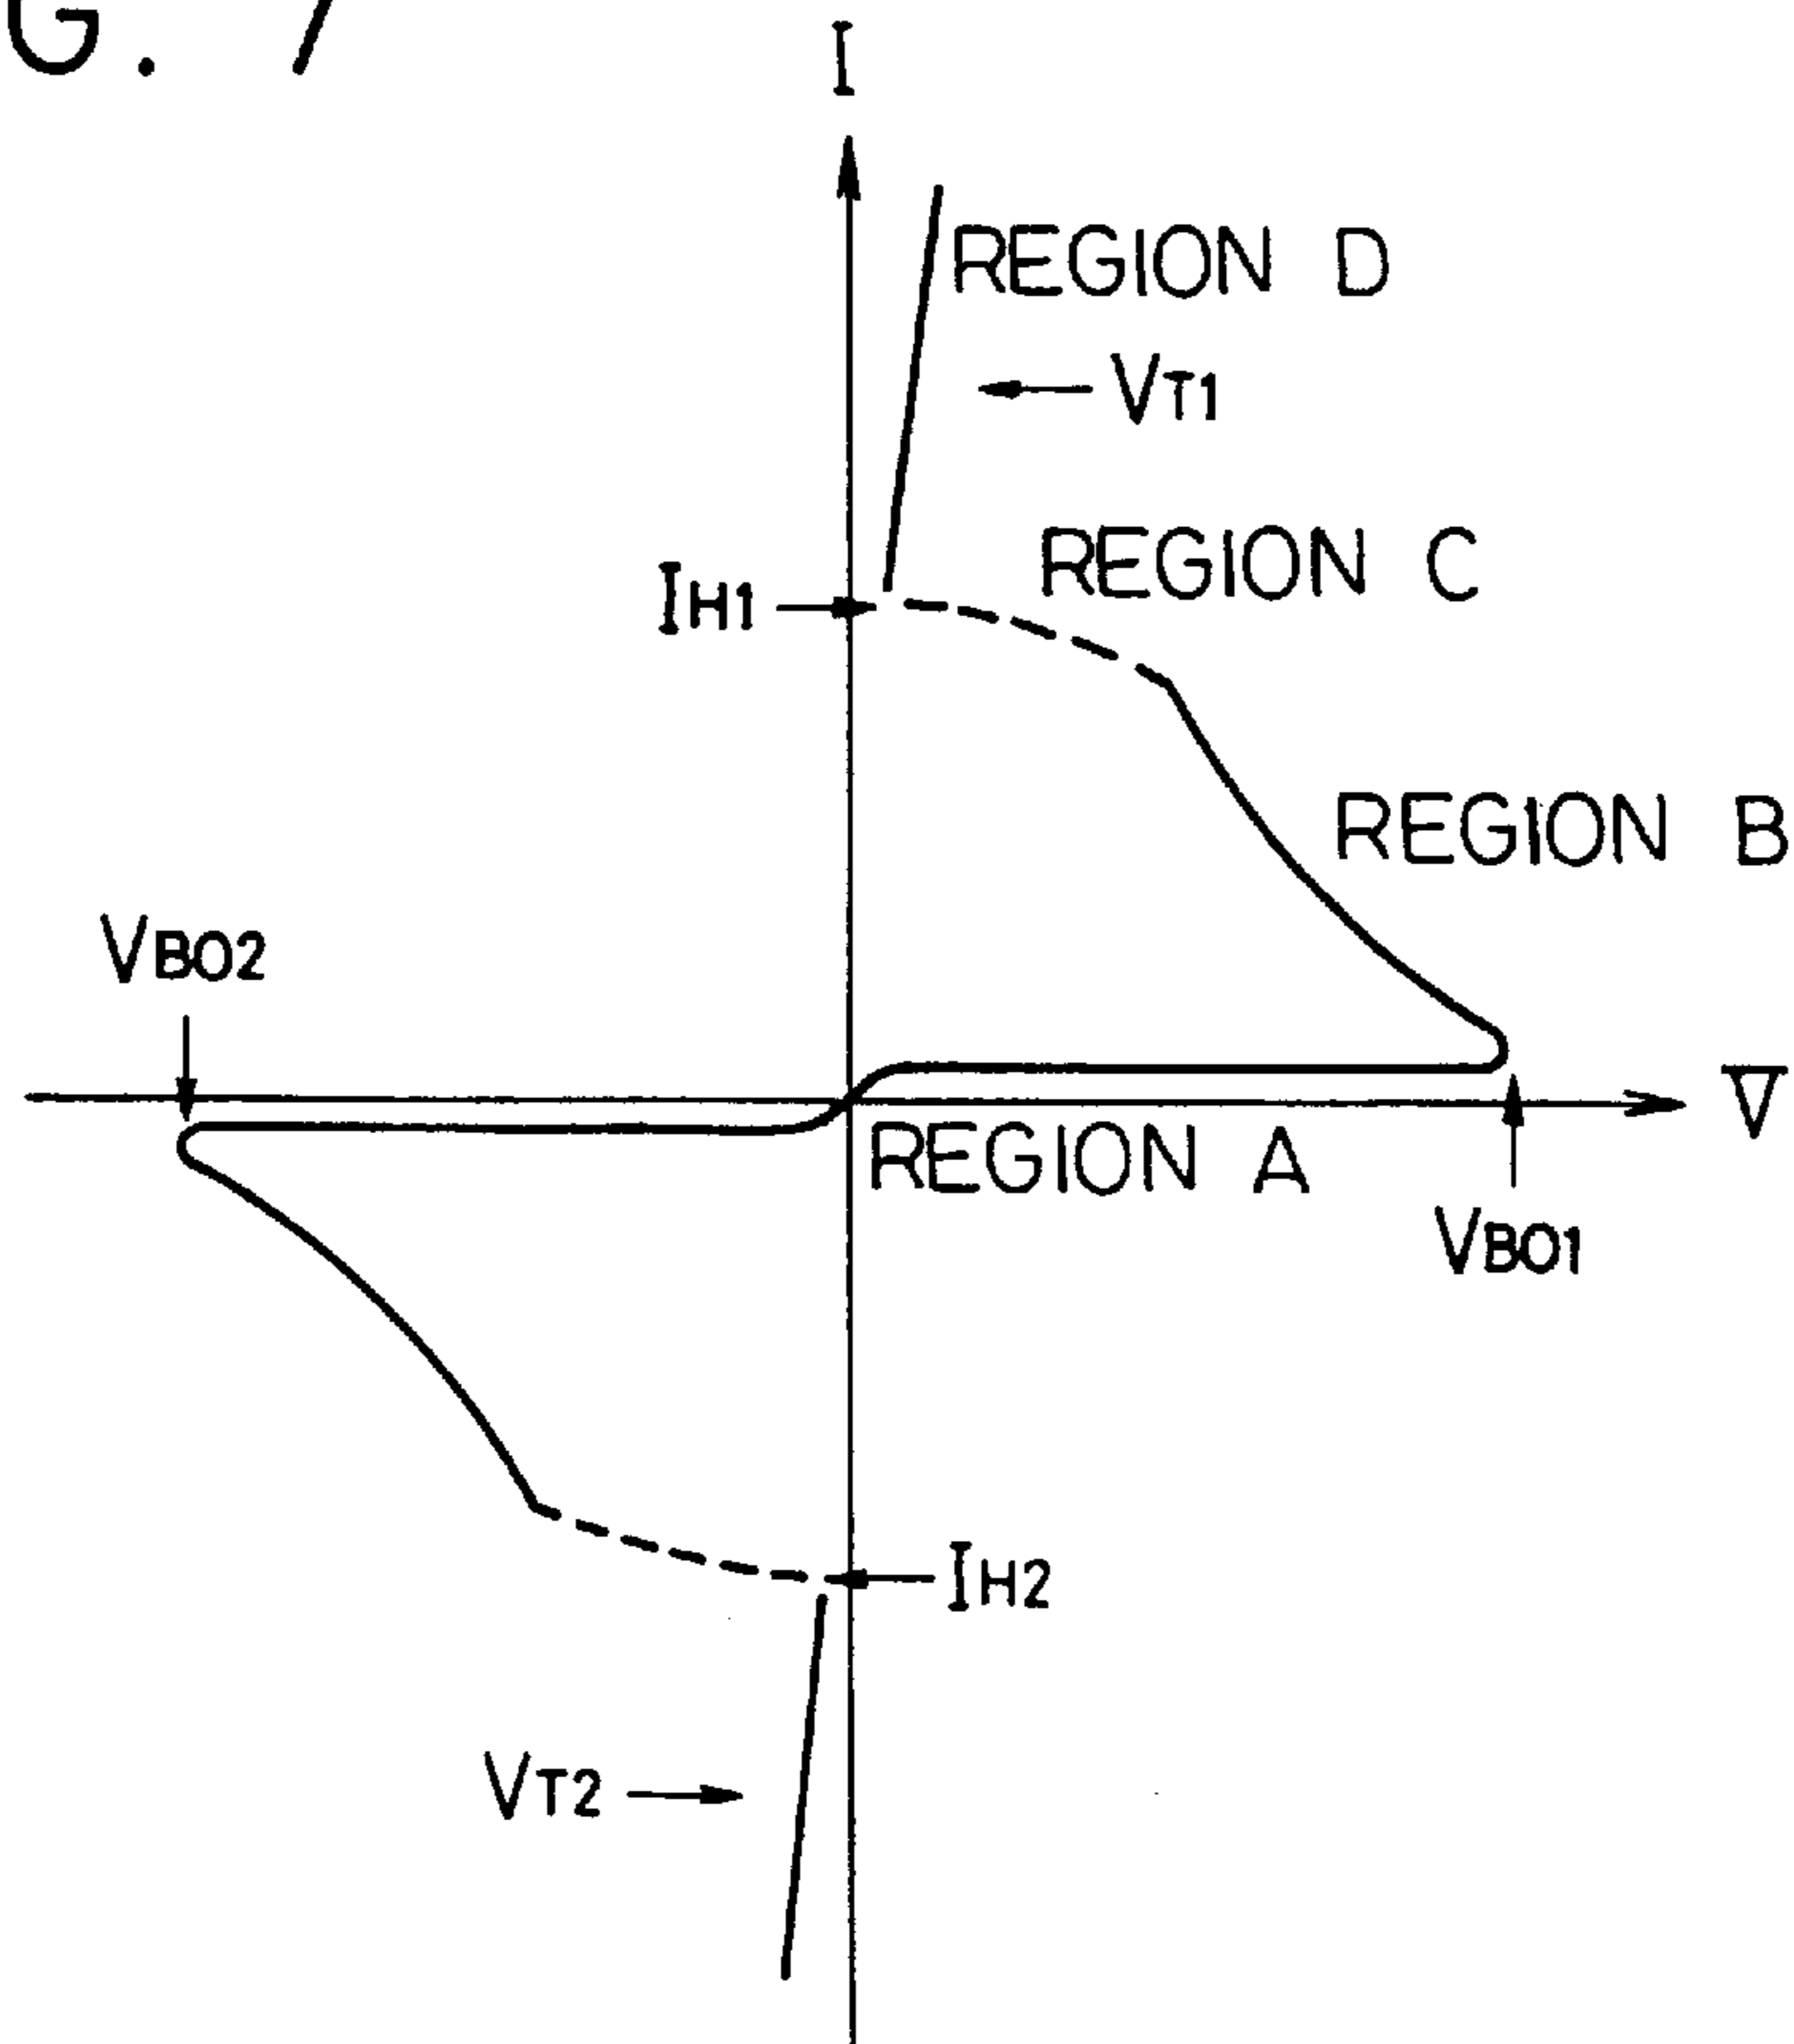 G. 7
I
REGION D
VT1
REGION C
IH1
REGION B
VBO2
V
REGION A
VBO1
IH2
VT2